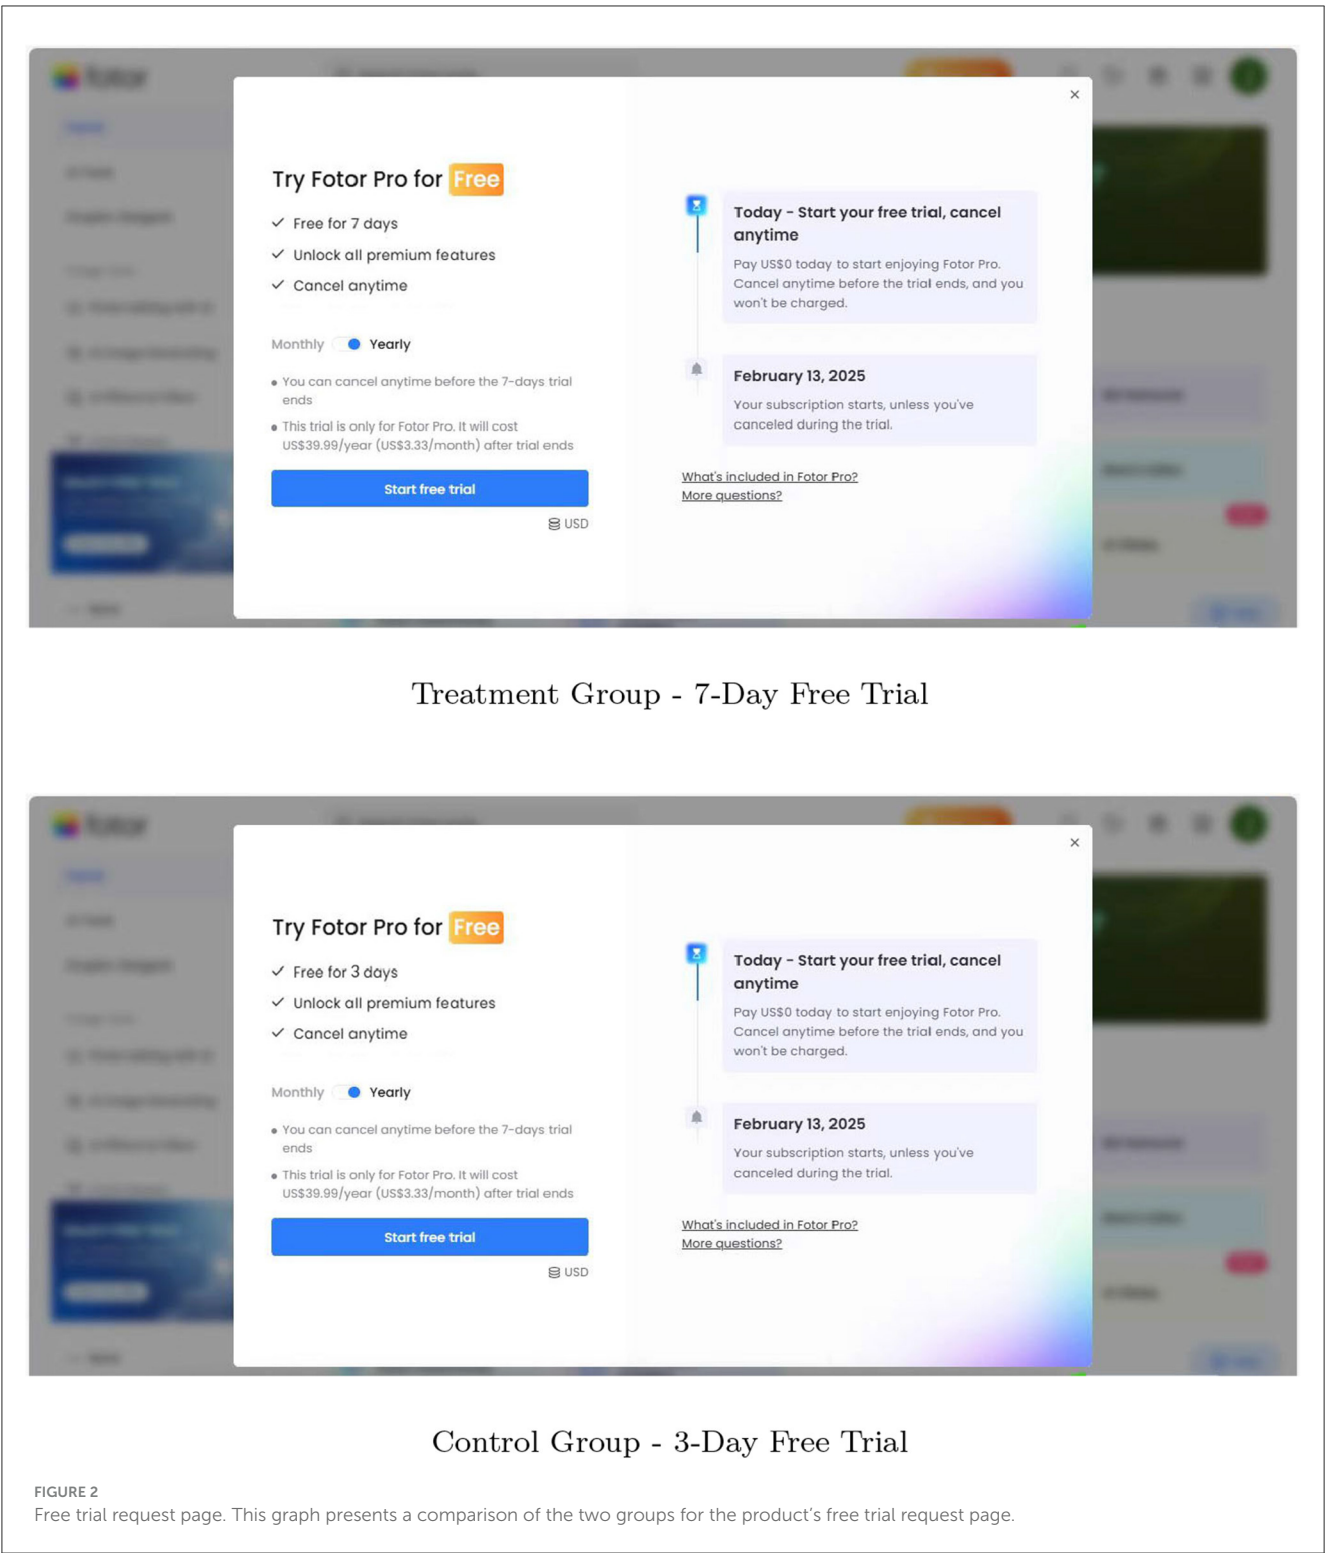 fotor
×
Try Fotor Pro for Free
Free for 7 days
Unlock all premium features
Cancel anytime
Monthly Yearly
• You can cancel anytime before the 7-days trial
ends
• This trial is only for Fotor Pro. It will cost
US$39.99/year (US$3.33/month) after trial ends
Start free trial
USD
Today - Start your free trial, cancel
anytime
Pay US$0 today to start enjoying Fotor Pro.
Cancel anytime before the trial ends, and you
won't be charged.
February 13, 2025
Your subscription starts, unless you've
canceled during the trial.
What's included in Fotor Pro?
More questions?
Treatment Group - 7-Day Free Trial
fotor
×
Try Fotor Pro for Free
Free for 3 days
Unlock all premium features
Cancel anytime
Monthly Yearly
• You can cancel anytime before the 7-days trial
ends
• This trial is only for Fotor Pro. It will cost
US$39.99/year (US$3.33/month) after trial ends
Start free trial
USD
Today - Start your free trial, cancel
anytime
Pay US$0 today to start enjoying Fotor Pro.
Cancel anytime before the trial ends, and you
won't be charged.
February 13, 2025
Your subscription starts, unless you've
canceled during the trial.
What's included in Fotor Pro?
More questions?
Control Group - 3-Day Free Trial
FIGURE 2
Free trial request page. This graph presents a comparison of the two groups for the product's free trial request page.